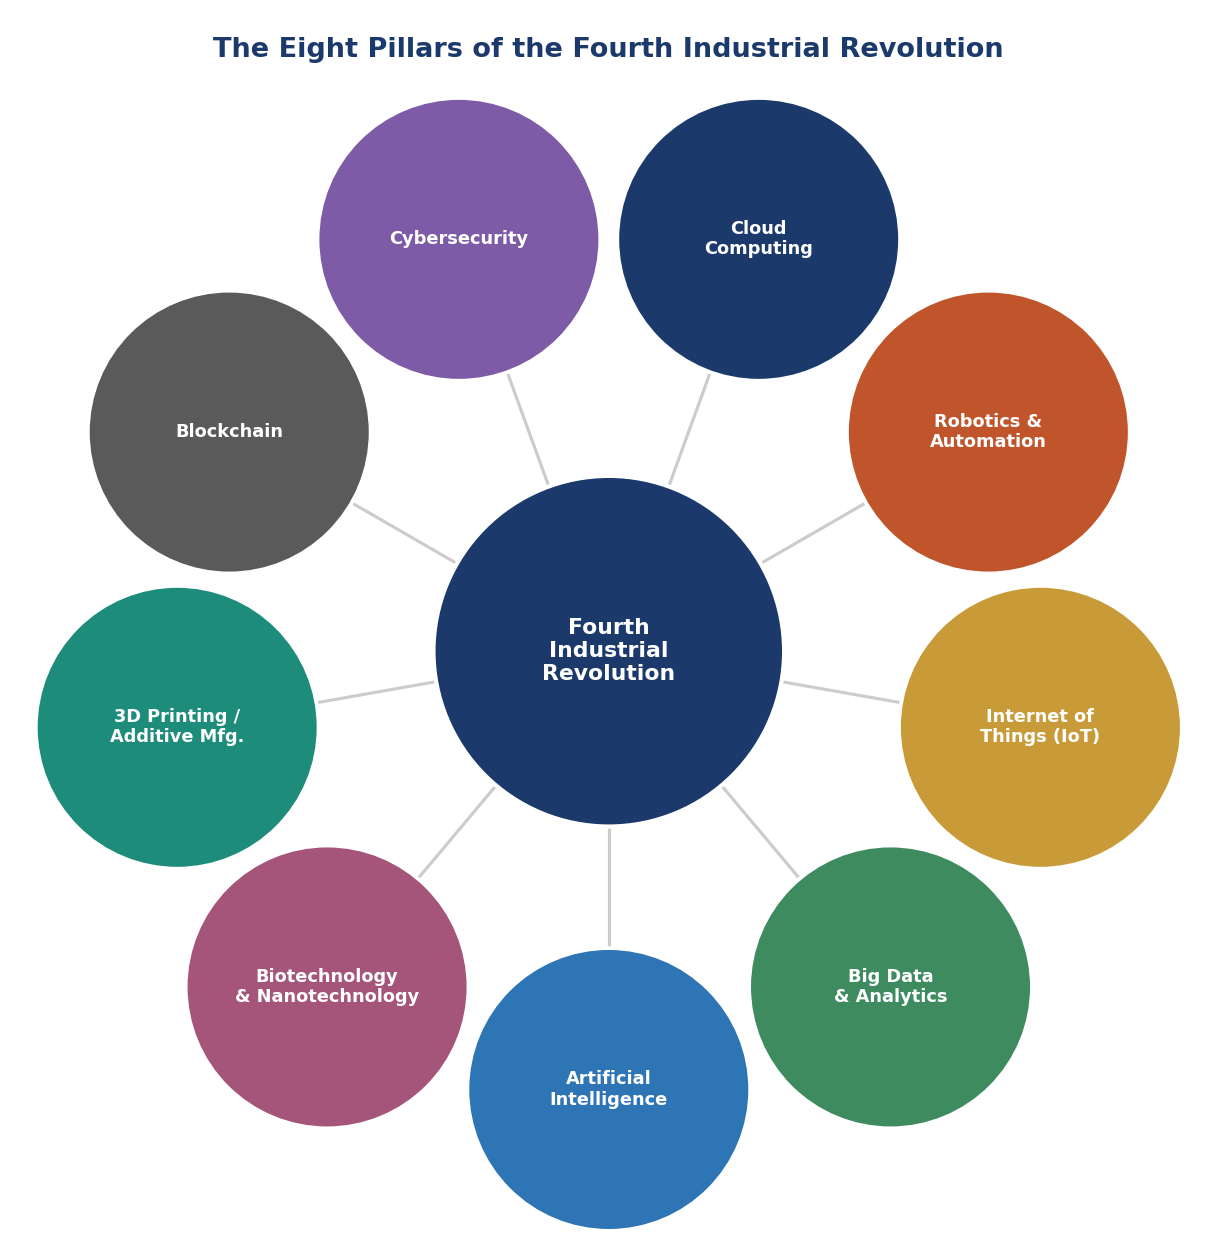 The Eight Pillars of the Fourth Industrial Revolution
Cybersecurity
Cloud
Computing
Blockchain
Robotics &
Automation
Fourth
Industrial
Revolution
3D Printing /
Additive Mfg.
Internet of
Things (IoT)
Biotechnology
& Nanotechnology
Big Data
& Analytics
Artificial
Intelligence